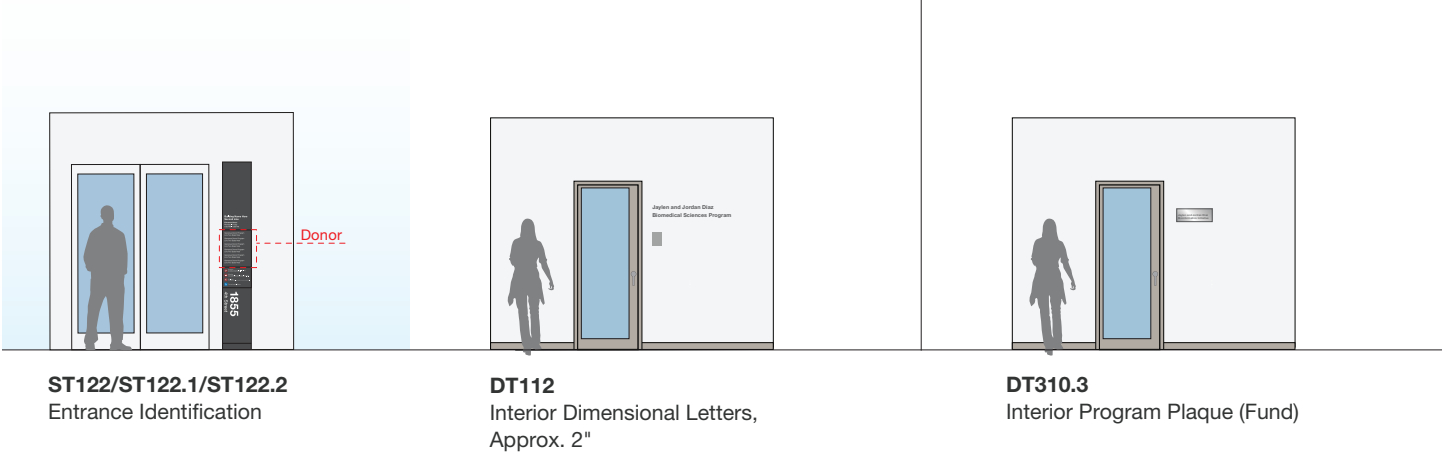 Donor
1855
ST122/ST122.1/ST122.2
Entrance Identification
Jaylen and Jordan Diaz
Biomedical Sciences Program
DT112
Interior Dimensional Letters,
Approx. 2"
DT310.3
Interior Program Plaque (Fund)